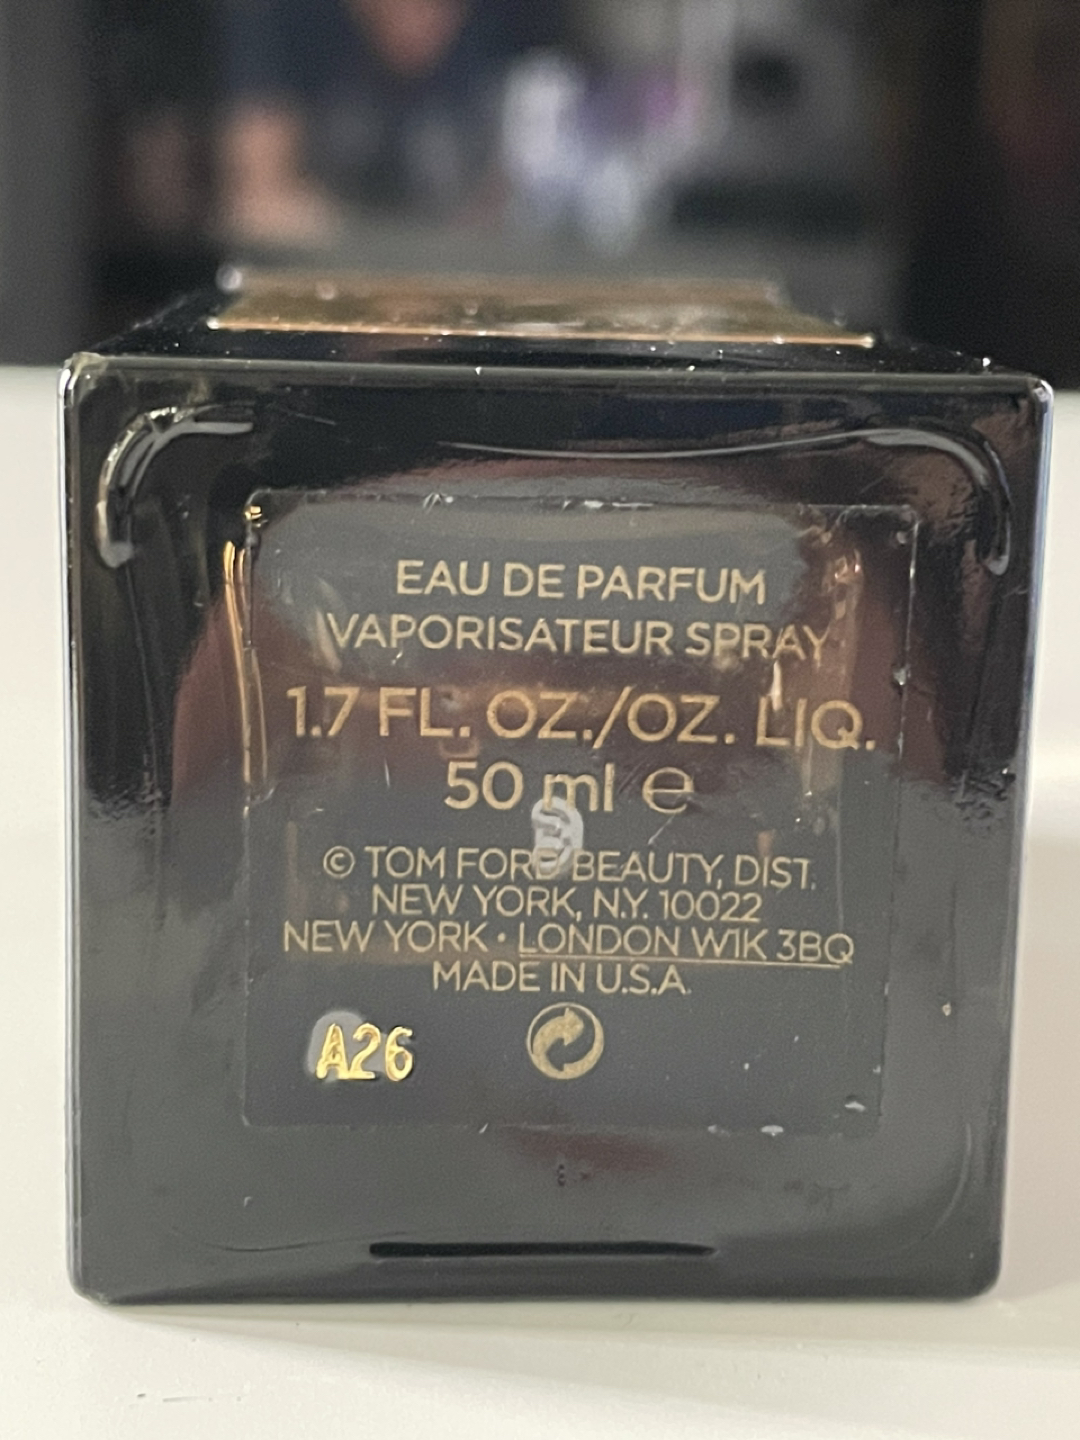 EAU DE PARFUM
VAPORISATEUR SPRAY
1.7 FL. OZ./OZ. LIQ.
50 ml ℮
© TOM FORD BEAUTY, DIST.
NEW YORK, N.Y. 10022
NEW YORK • LONDON W1K 3BQ
MADE IN U.S.A.
A26